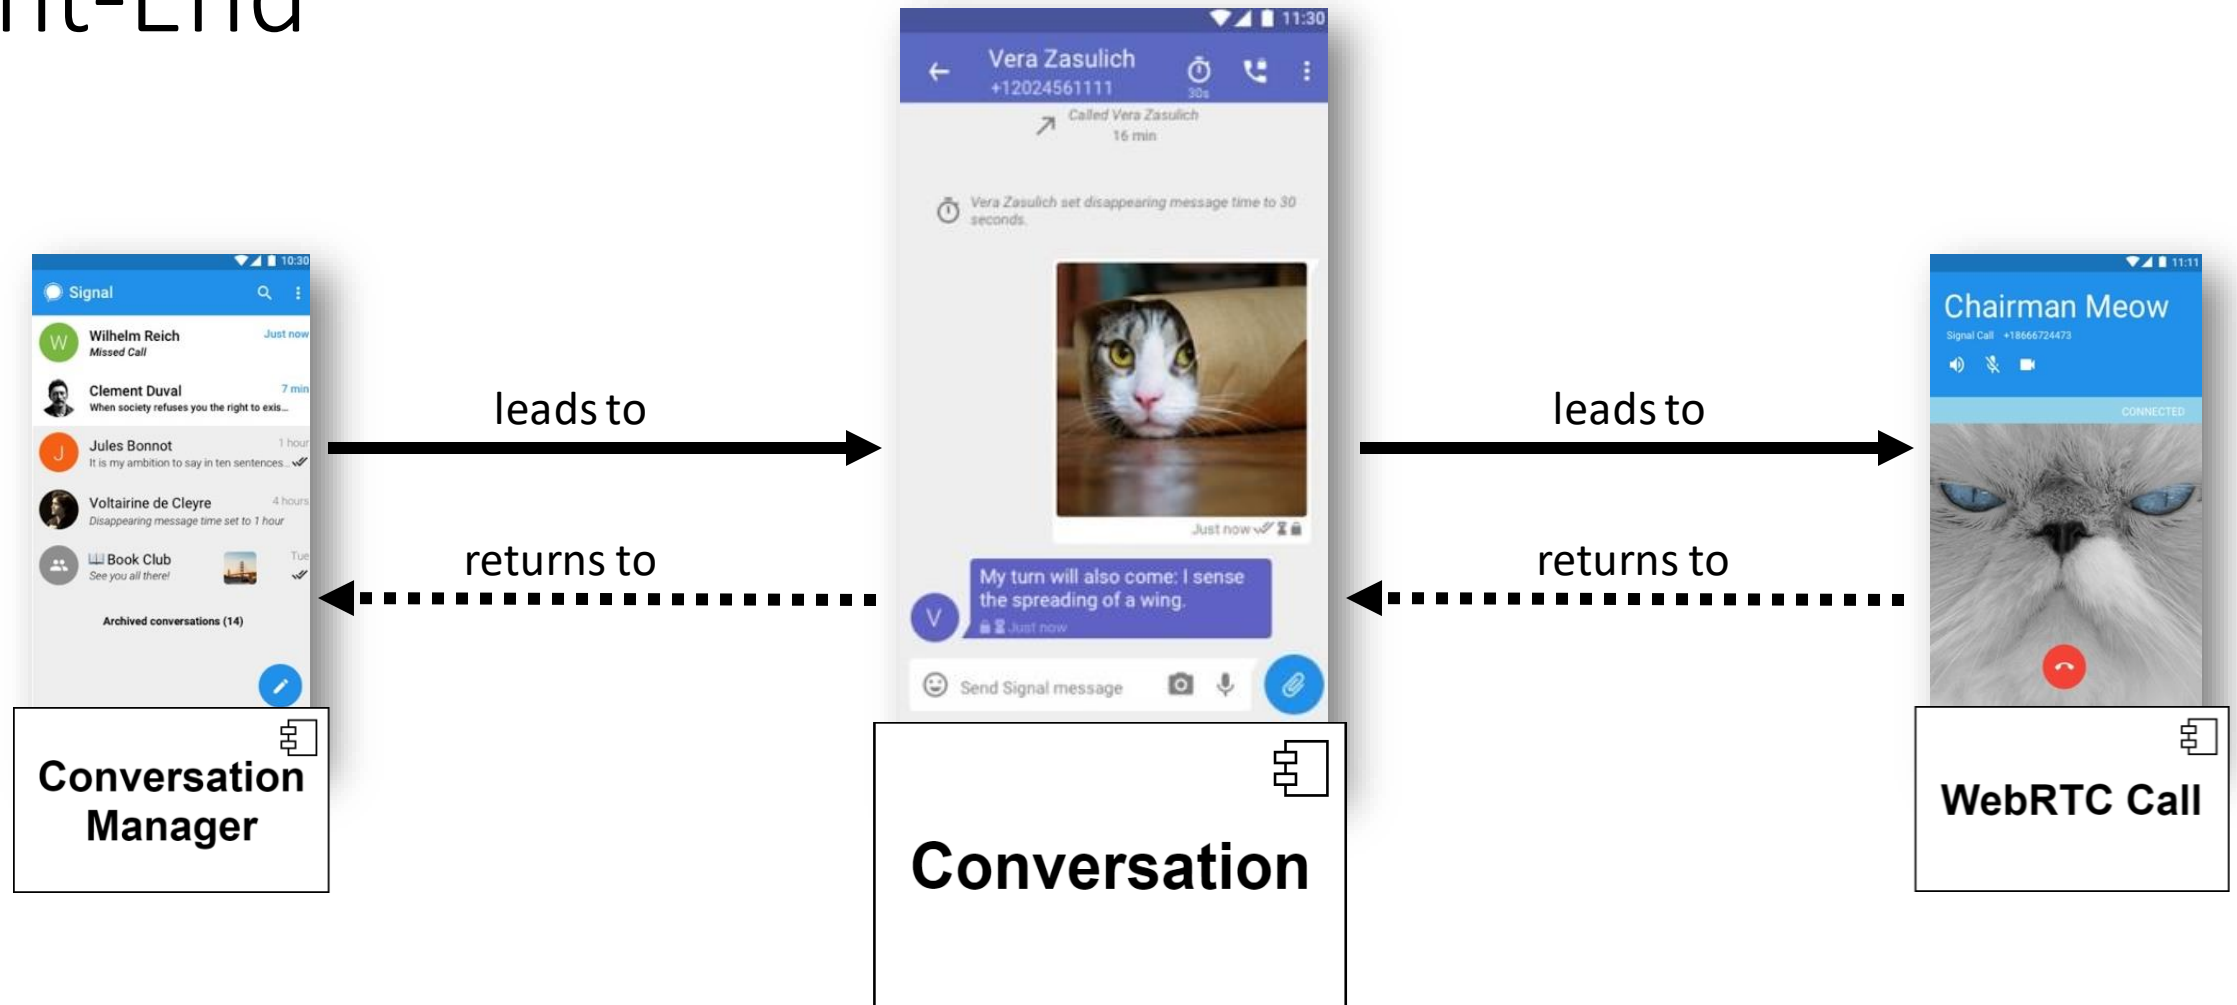 nt-End
10:30
Signal
Wilhelm Reich
Just now
Missed Call
Clement Duval
7 min
When society refuses you the right to exis...
Jules Bonnot
1 hour
It is my ambition to say in ten sentences...
Voltairine de Cleyre
4 hours
Disappearing message time set to 1 hour
Book Club
Tue
See you all there!
Archived conversations (14)
Conversation
Manager
leads to
returns to
11:30
Vera Zasulich
+12024561111
30s
Called Vera Zasulich
16 min
Vera Zasulich set disappearing message time to 30
seconds.
Just now
My turn will also come: I sense
the spreading of a wing.
V
Just now
Send Signal message
Conversation
leads to
returns to
11:11
Chairman Meow
Signal Call +18666724473
CONNECTED
WebRTC Call
W
J